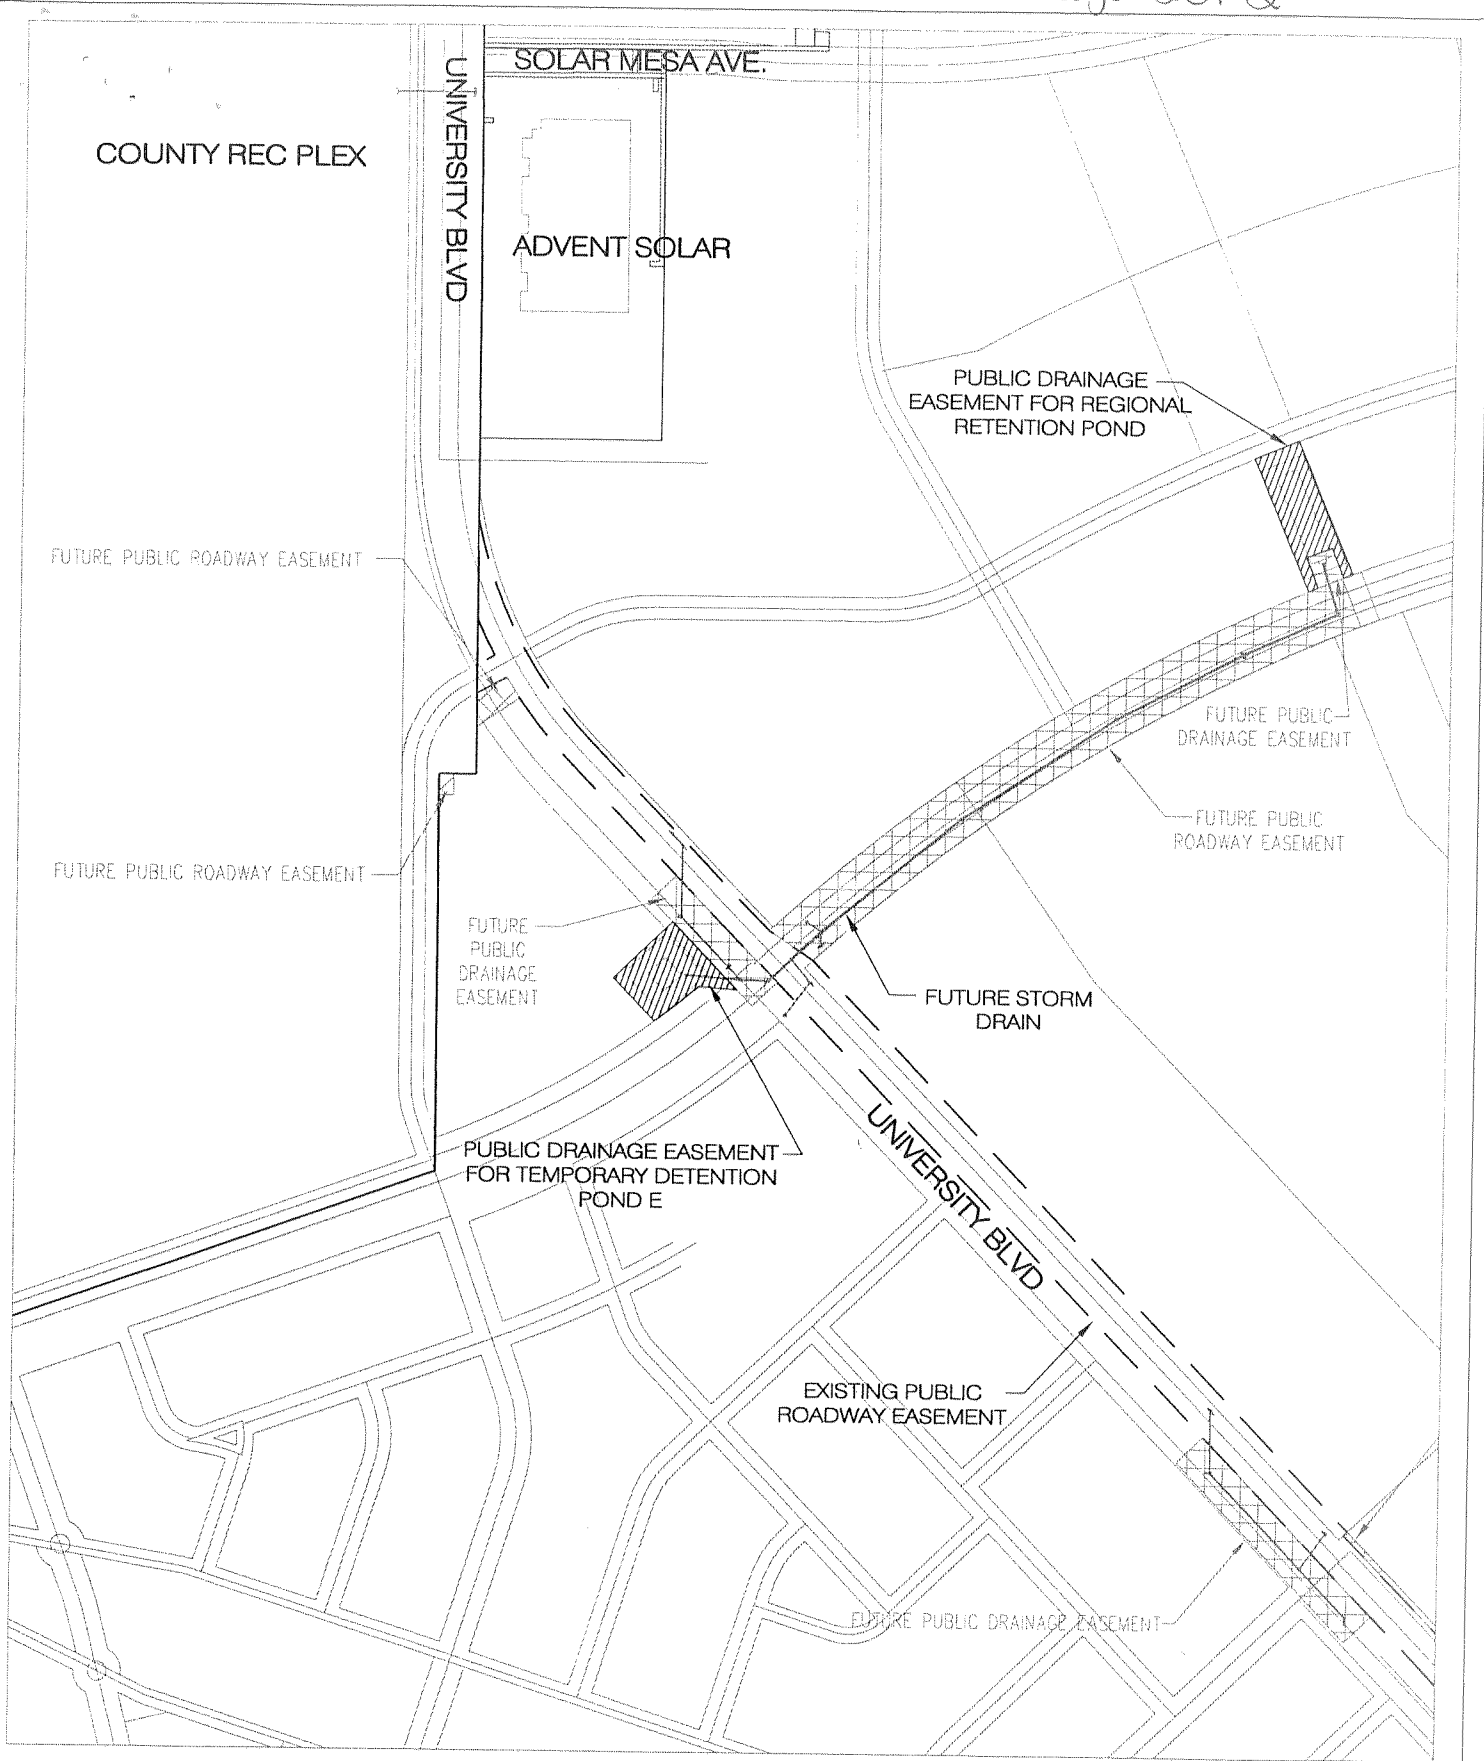 SOLAR MESA AVE.
UNIVERSITY BLVD
COUNTY REC PLEX
ADVENT SOLAR
PUBLIC DRAINAGE
EASEMENT FOR REGIONAL
RETENTION POND
FUTURE PUBLIC ROADWAY EASEMENT
FUTURE PUBLIC
DRAINAGE EASEMENT
FUTURE PUBLIC
ROADWAY EASEMENT
FUTURE PUBLIC ROADWAY EASEMENT
FUTURE
PUBLIC
DRAINAGE
EASEMENT
FUTURE STORM
DRAIN
PUBLIC DRAINAGE EASEMENT
FOR TEMPORARY DETENTION
POND E
UNIVERSITY BLVD
EXISTING PUBLIC
ROADWAY EASEMENT
FUTURE PUBLIC DRAINAGE EASEMENT